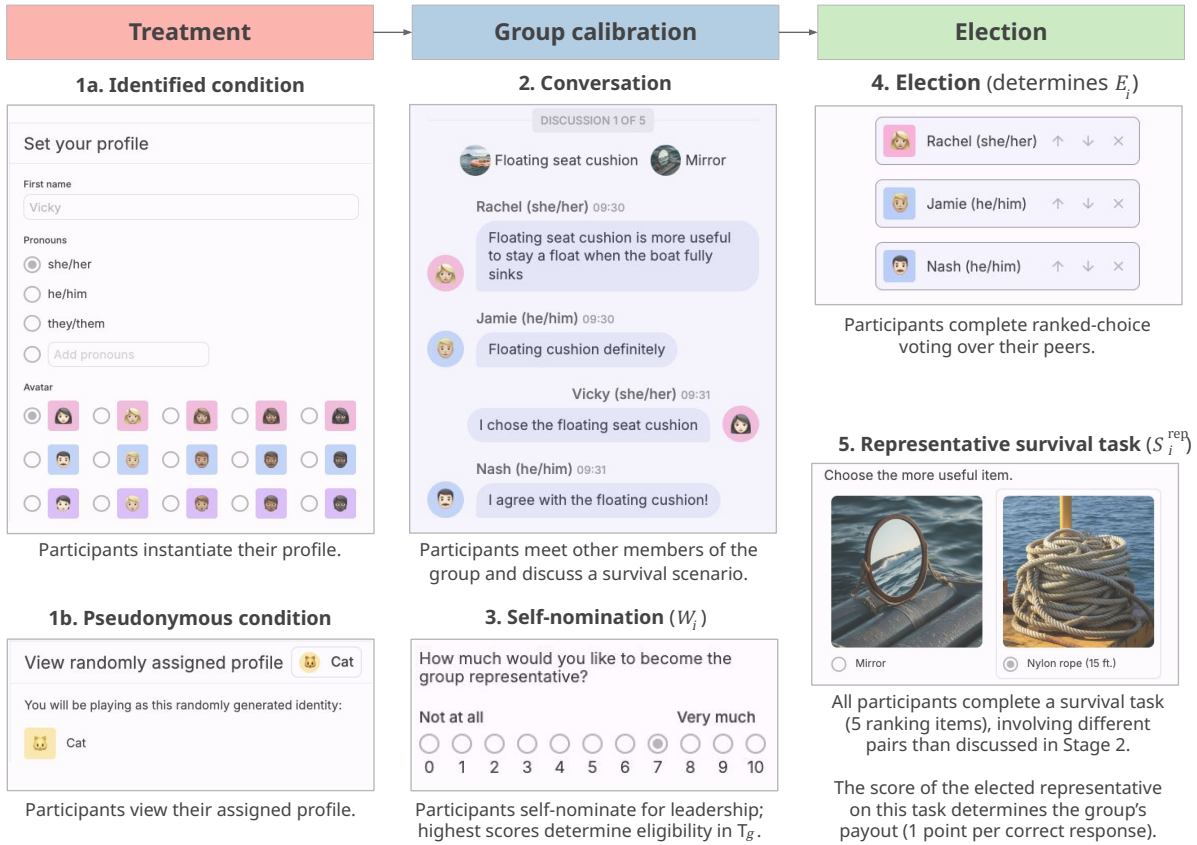 Treatment
Group calibration
Election
1a. Identified condition
Set your profile
First name
Vicky
Pronouns
she/her
he/him
they/them
Add pronouns
Avatar
Participants instantiate their profile.
1b. Pseudonymous condition
View randomly assigned profile Cat
You will be playing as this randomly generated identity:
Cat
Participants view their assigned profile.
2. Conversation
DISCUSSION 1 OF 5
Floating seat cushion Mirror
Rachel (she/her) 09:30
Floating seat cushion is more useful
to stay a float when the boat fully
sinks
Jamie (he/him) 09:30
Floating cushion definitely
Vicky (she/her) 09:31
I chose the floating seat cushion
Nash (he/him) 09:31
I agree with the floating cushion!
Participants meet other members of the
group and discuss a survival scenario.
3. Self-nomination (W_i)
How much would you like to become the
group representative?
Not at all Very much
0 1 2 3 4 5 6 7 8 9 10
Participants self-nominate for leadership;
highest scores determine eligibility in T_g.
4. Election (determines E_i)
Rachel (she/her)
Jamie (he/him)
Nash (he/him)
Participants complete ranked-choice
voting over their peers.
5. Representative survival task (S_i^rep)
Choose the more useful item.
Mirror Nylon rope (15 ft.)
All participants complete a survival task
(5 ranking items), involving different
pairs than discussed in Stage 2.
The score of the elected representative
on this task determines the group's
payout (1 point per correct response).